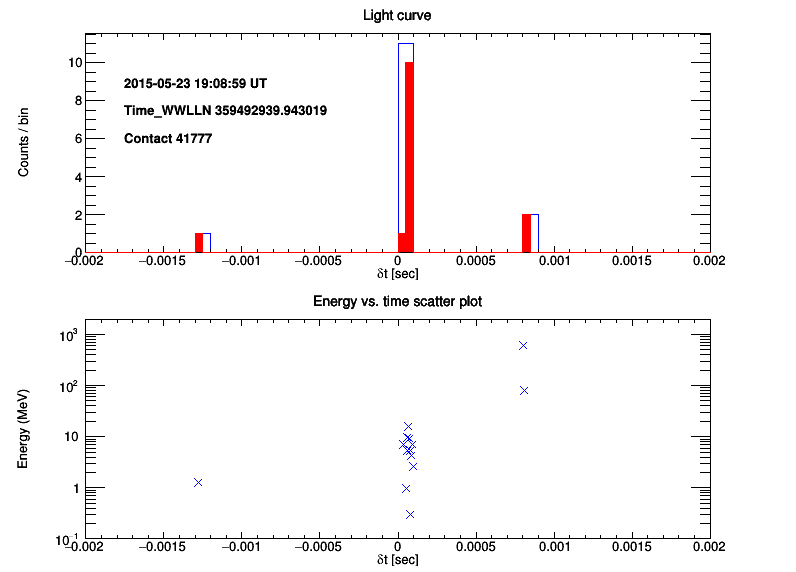 Light curve
Counts / bin
10
8
6
4
2
0
2015-05-23 19:08:59 UT
Time_WWLLN 359492939.943019
Contact 41777
−0.002 −0.0015 −0.001 −0.0005 0 0.0005 0.001 0.0015 0.002
δt [sec]
Energy vs. time scatter plot
Energy (MeV)
10³
10²
10
1
10⁻¹
−0.002 −0.0015 −0.001 −0.0005 0 0.0005 0.001 0.0015 0.002
δt [sec]